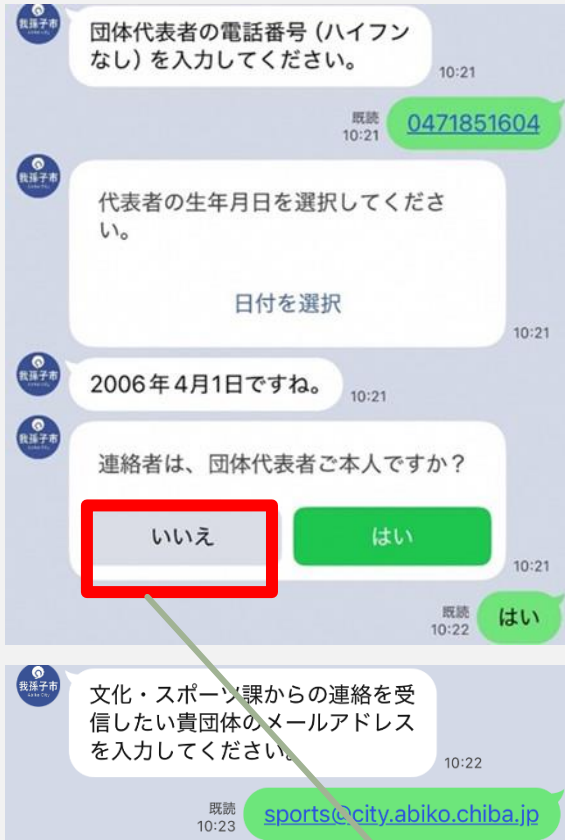 我孫子市
団体代表者の電話番号（ハイフン
なし）を入力してください。
10:21
既読
10:21
0471851604
我孫子市
代表者の生年月日を選択してくださ
い。
日付を選択
10:21
我孫子市
2006年4月1日ですね。
10:21
我孫子市
連絡者は、団体代表者ご本人ですか？
いいえ
はい
10:21
既読
10:22
はい
我孫子市
文化・スポーツ課からの連絡を受
信したい貴団体のメールアドレス
を入力してください。
10:22
既読
10:23
sports@city.abiko.chiba.jp